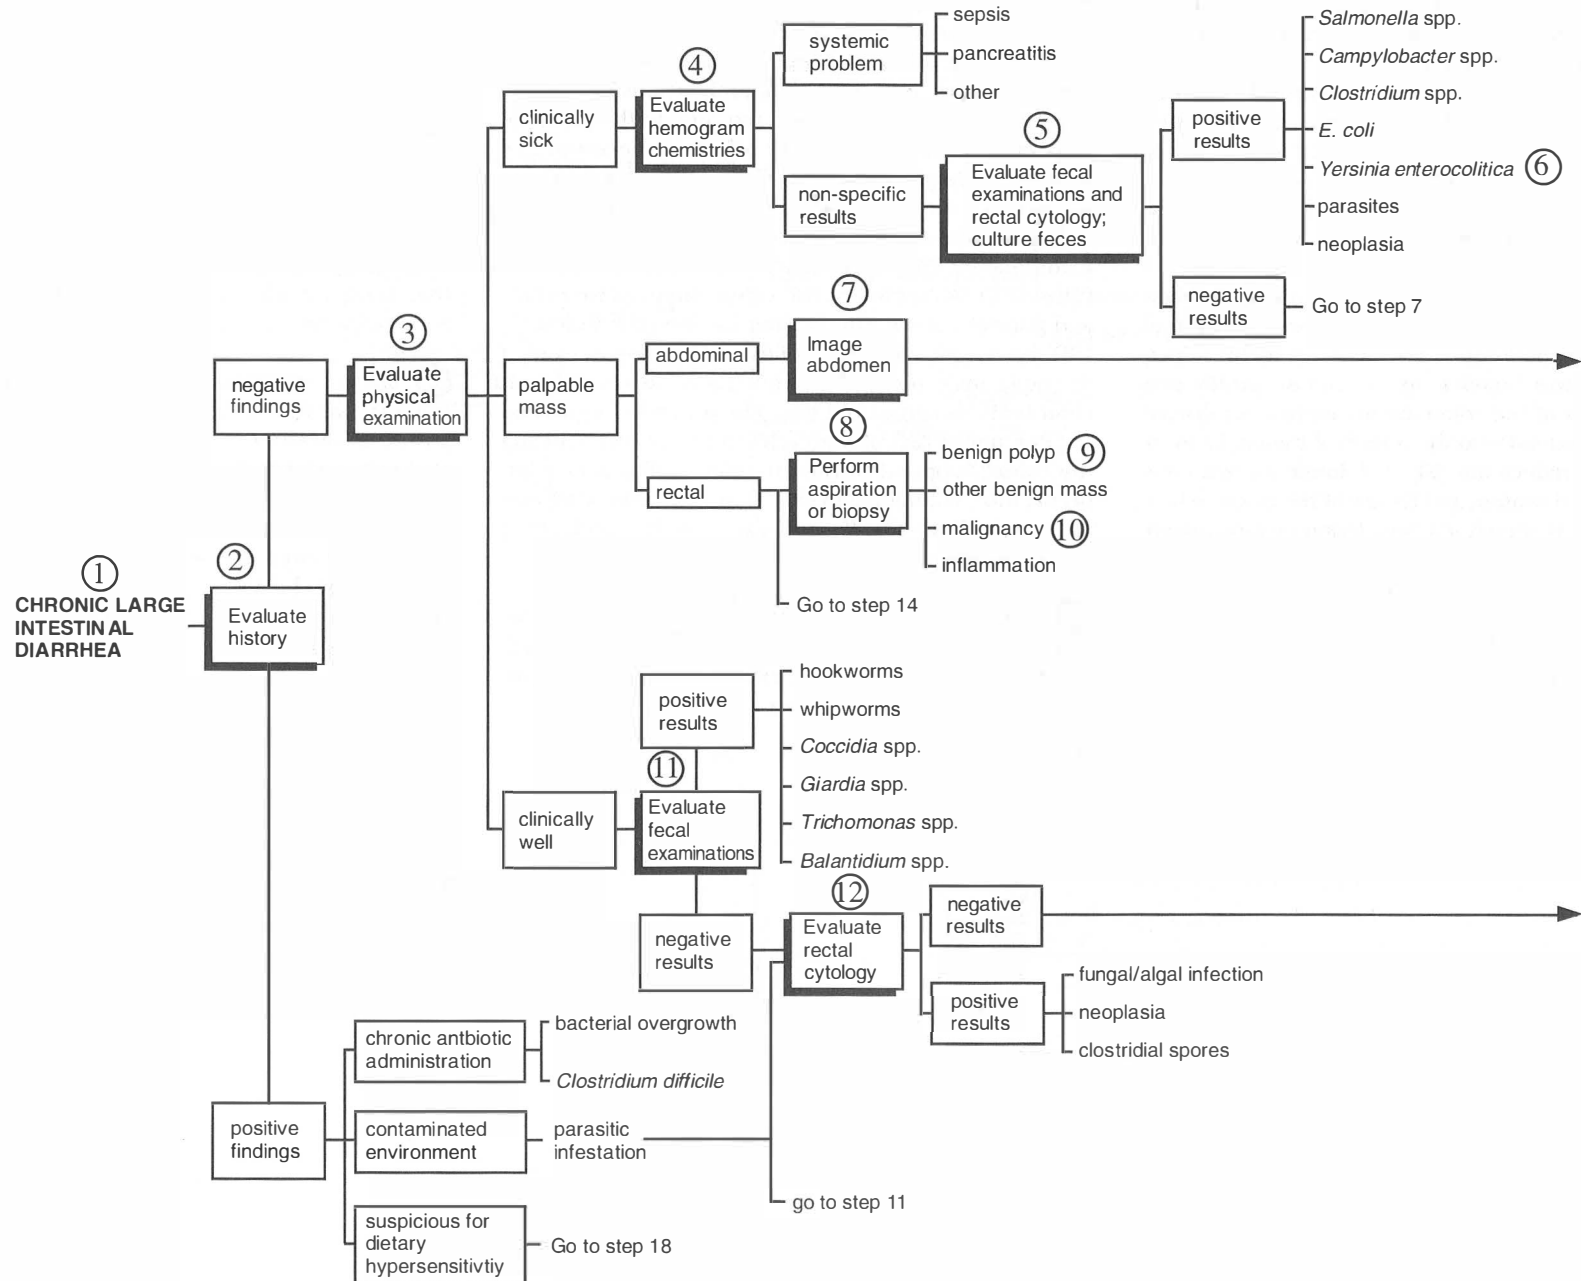 ① 
CHRONIC LARGE
INTESTINAL
DIARRHEA
②
Evaluate
history
negative
findings
③
Evaluate
physical
examination
clinically
sick
④
Evaluate
hemogram
chemistries
systemic
problem
sepsis
pancreatitis
other
non-specific
results
⑤
Evaluate fecal
examinations and
rectal cytology;
culture feces
positive
results
Salmonella spp.
Campylobacter spp.
Clostridium spp.
E. coli
Yersinia enterocolitica ⑥
parasites
neoplasia
negative
results
Go to step 7
palpable
mass
abdominal
⑦
Image
abdomen
rectal
⑧
Perform
aspiration
or biopsy
benign polyp ⑨
other benign mass
malignancy ⑩
inflammation
Go to step 14
clinically
well
⑪
Evaluate
fecal
examinations
positive
results
hookworms
whipworms
Coccidia spp.
Giardia spp.
Trichomonas spp.
Balantidium spp.
negative
results
⑫
Evaluate
rectal
cytology
negative
results
positive
results
fungal/algal infection
neoplasia
clostridial spores
positive
findings
chronic antbiotic
administration
bacterial overgrowth
Clostridium difficile
contaminated
environment
parasitic
infestation
go to step 11
suspicious for
dietary
hypersensitivtiy
Go to step 18